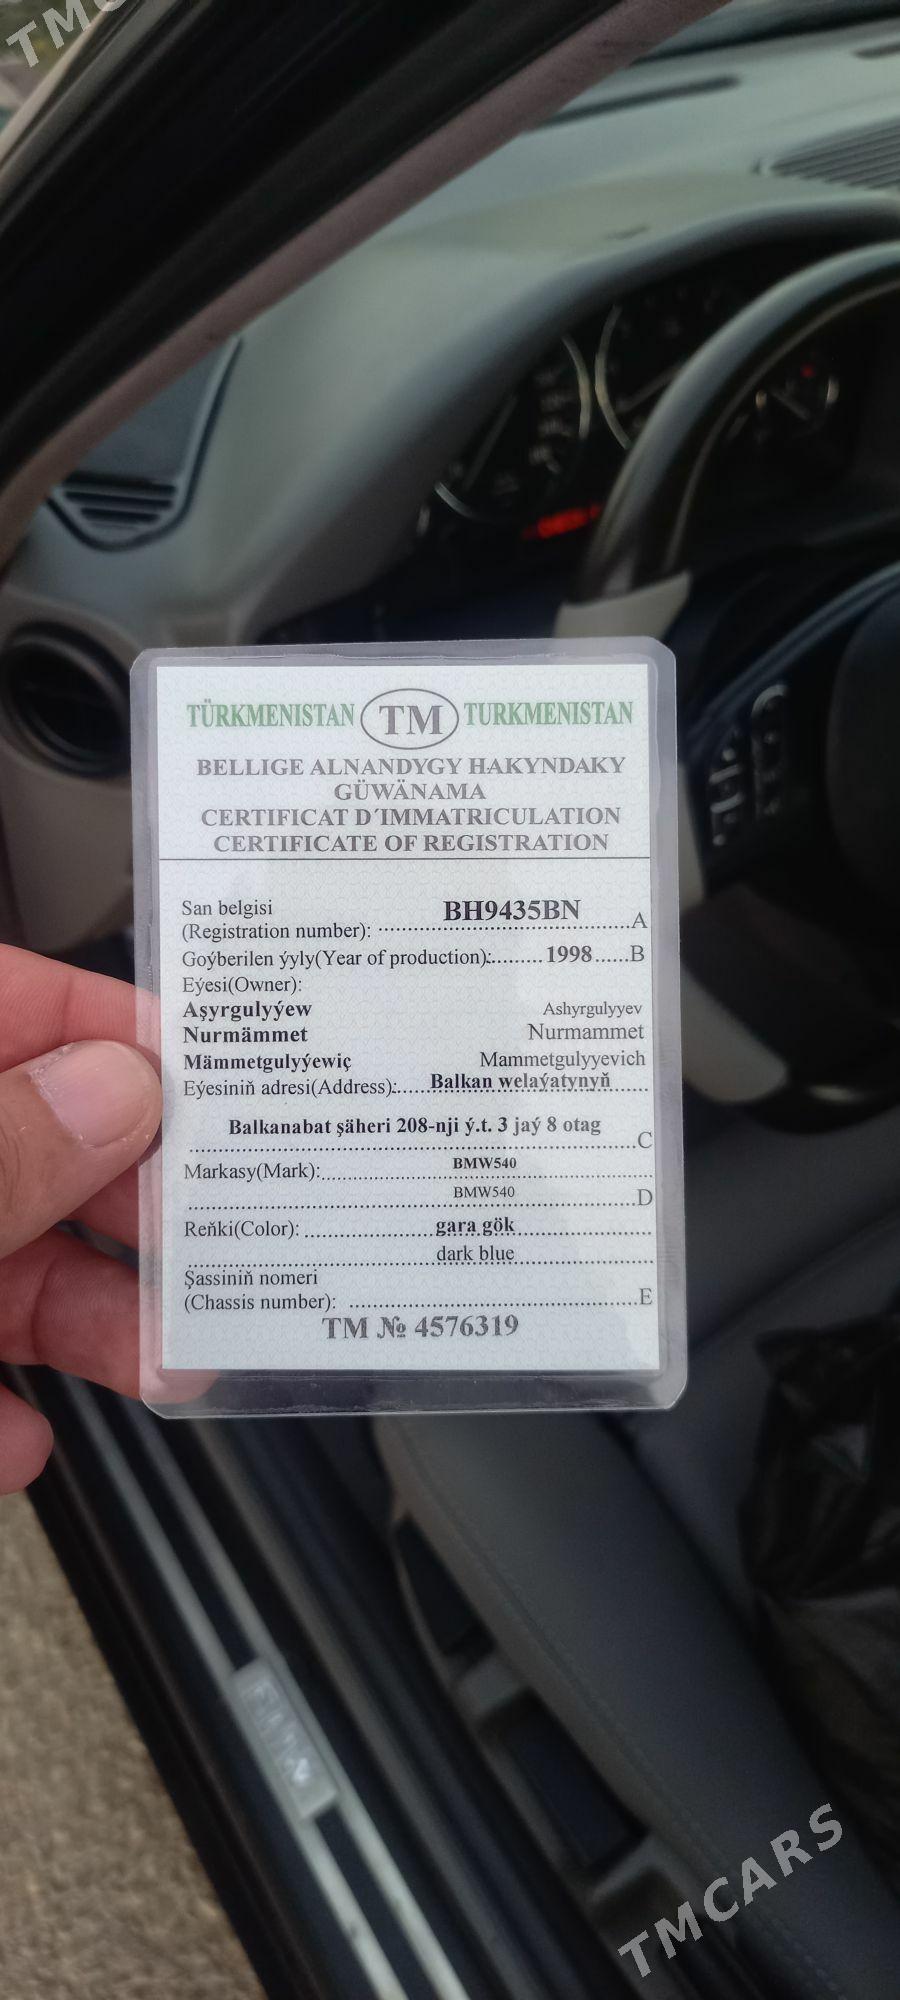 TÜRKMENISTAN TM TURKMENISTAN
BELLIGE ALNANDYGY HAKYNDAKY
GÜWÄNAMA
CERTIFICAT D´IMMATRICULATION
CERTIFICATE OF REGISTRATION
San belgisi
(Registration number): BH9435BN A
Goýberilen ýyly(Year of production): 1998 B
Eýesi(Owner):
Aşyrgulyýew Ashyrgulyyev
Nurmämmet Nurmammet
Mämmetgulyýewiç Mammetgulyyevich
Eýesiniň adresi(Address): Balkan welaýatynyň
Balkanabat şäheri 208-nji ý.t. 3 jaý 8 otag
C
Markasy(Mark): BMW540
BMW540 D
Reňki(Color): gara gök
dark blue
Şassiniň nomeri
(Chassis number): E
TM № 4576319
TMCARS